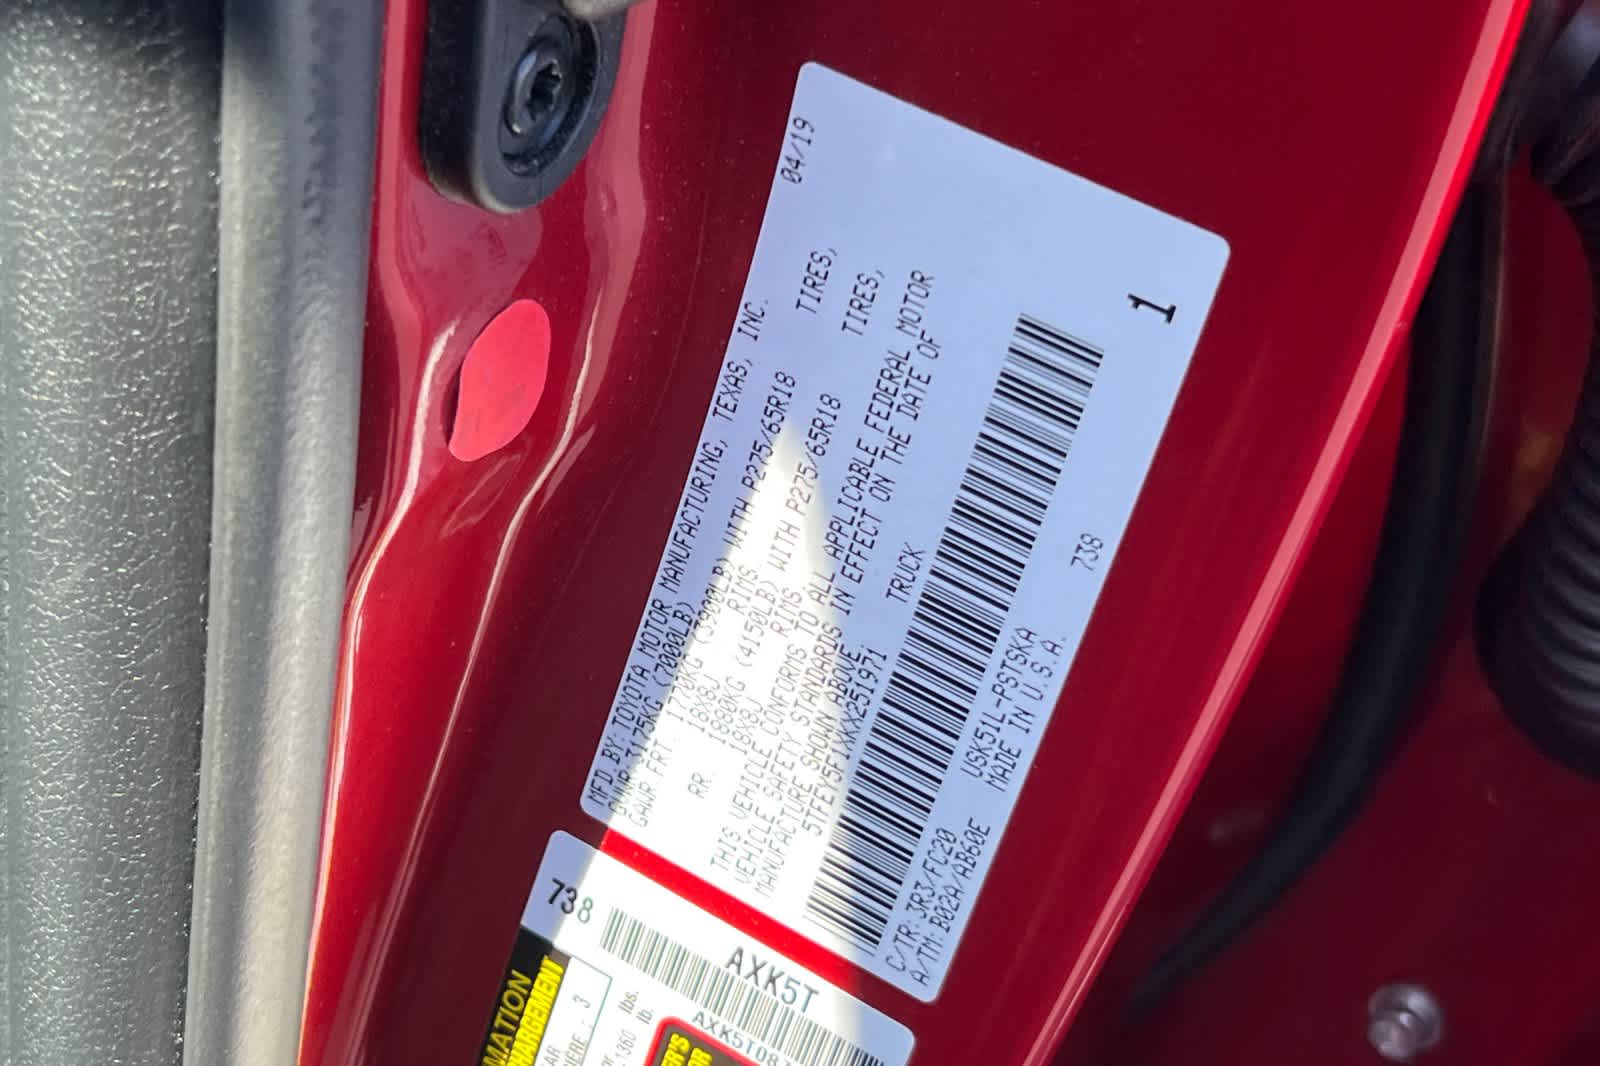 04/19
MFD BY: TOYOTA MOTOR MANUFACTURING, TEXAS, INC.
GVWR 3175KG (7000LB)
GAWR FRT. 1770KG (3900LB) WITH P275/65R18 TIRES,
18X8J RIMS
RR. 1880KG (4150LB) WITH P275/65R18 TIRES,
18X8J RIMS.
THIS VEHICLE CONFORMS TO ALL APPLICABLE FEDERAL MOTOR
VEHICLE SAFETY STANDARDS IN EFFECT ON THE DATE OF
MANUFACTURE SHOWN ABOVE.
5TFEY5F1XKX251971 TRUCK
1
C/TR: 3R3/FC20 USK51L-PSTSKA 738
A/TM: B02A/AB60E MADE IN U.S.A.
738
AXK5T